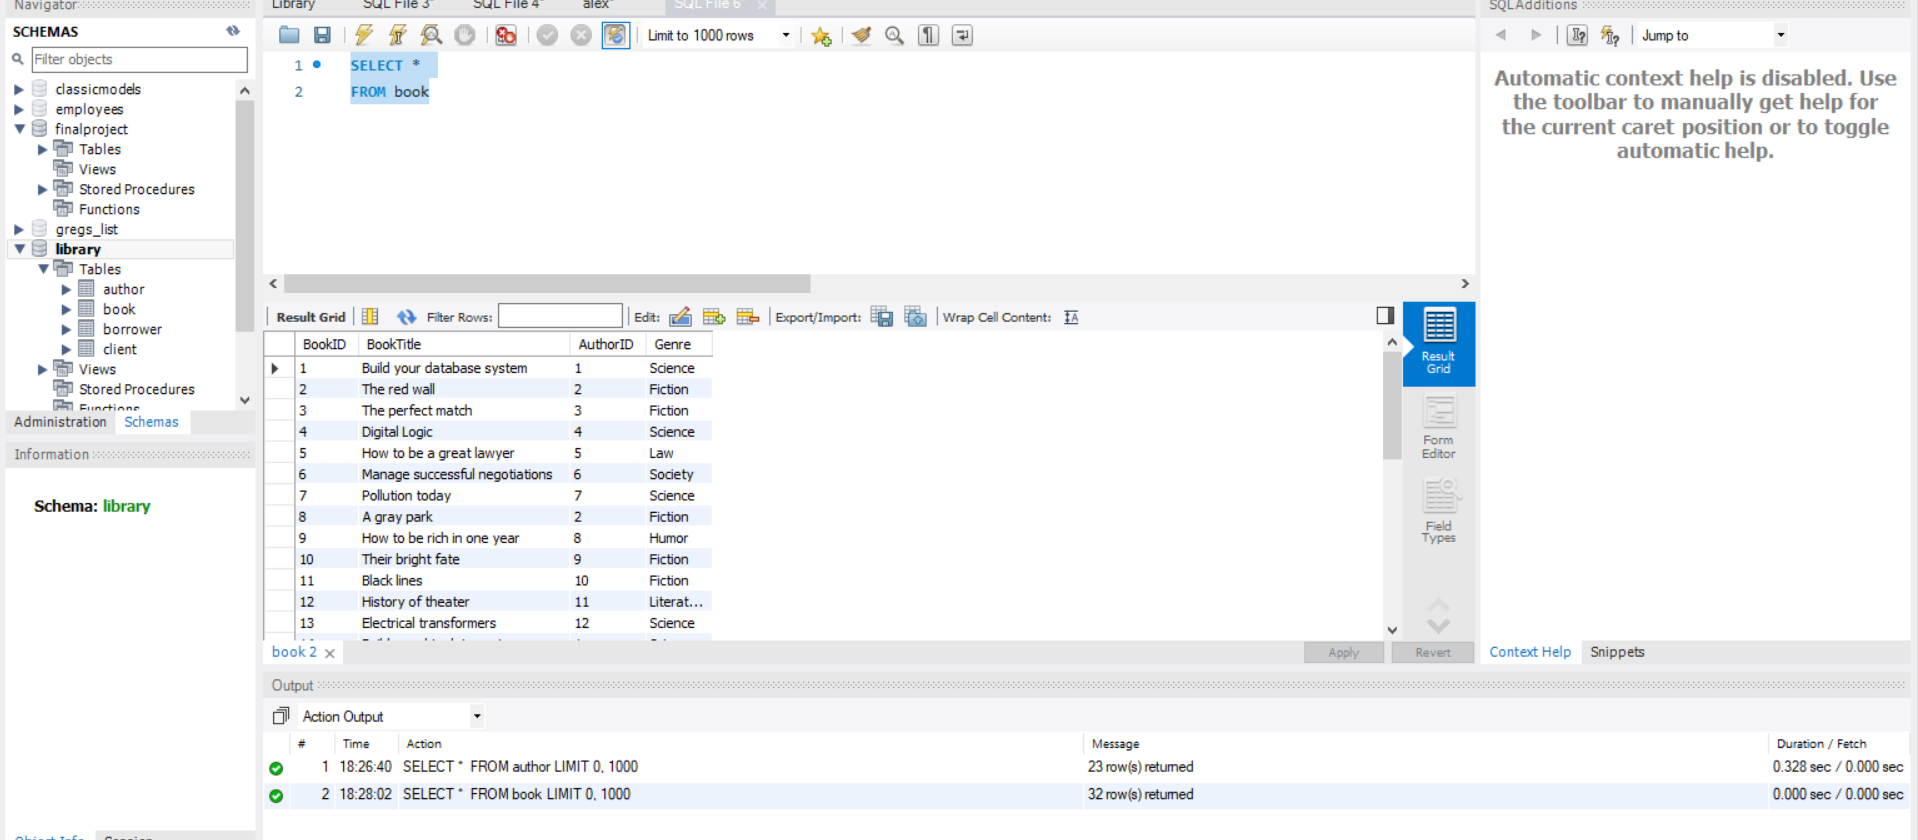 Navigator
SCHEMAS
Filter objects
classicmodels
employees
finalproject
Tables
Views
Stored Procedures
Functions
gregs_list
library
Tables
author
book
borrower
client
Views
Stored Procedures
Functions
Administration Schemas
Information
Schema: library
Object Info Session
Library SQL File 3* SQL File 4* alex* SQL File 6*
Limit to 1000 rows
1 SELECT *
2 FROM book
Result Grid Filter Rows: Edit: Export/Import: Wrap Cell Content:
BookID BookTitle AuthorID Genre
1 Build your database system 1 Science
2 The red wall 2 Fiction
3 The perfect match 3 Fiction
4 Digital Logic 4 Science
5 How to be a great lawyer 5 Law
6 Manage successful negotiations 6 Society
7 Pollution today 7 Science
8 A gray park 2 Fiction
9 How to be rich in one year 8 Humor
10 Their bright fate 9 Fiction
11 Black lines 10 Fiction
12 History of theater 11 Literat...
13 Electrical transformers 12 Science
Result
Grid
Form
Editor
Field
Types
book 2 Apply Revert
SQLAdditions
Jump to
Automatic context help is disabled. Use
the toolbar to manually get help for
the current caret position or to toggle
automatic help.
Context Help Snippets
Output
Action Output
# Time Action Message Duration / Fetch
1 18:26:40 SELECT * FROM author LIMIT 0, 1000 23 row(s) returned 0.328 sec / 0.000 sec
2 18:28:02 SELECT * FROM book LIMIT 0, 1000 32 row(s) returned 0.000 sec / 0.000 sec